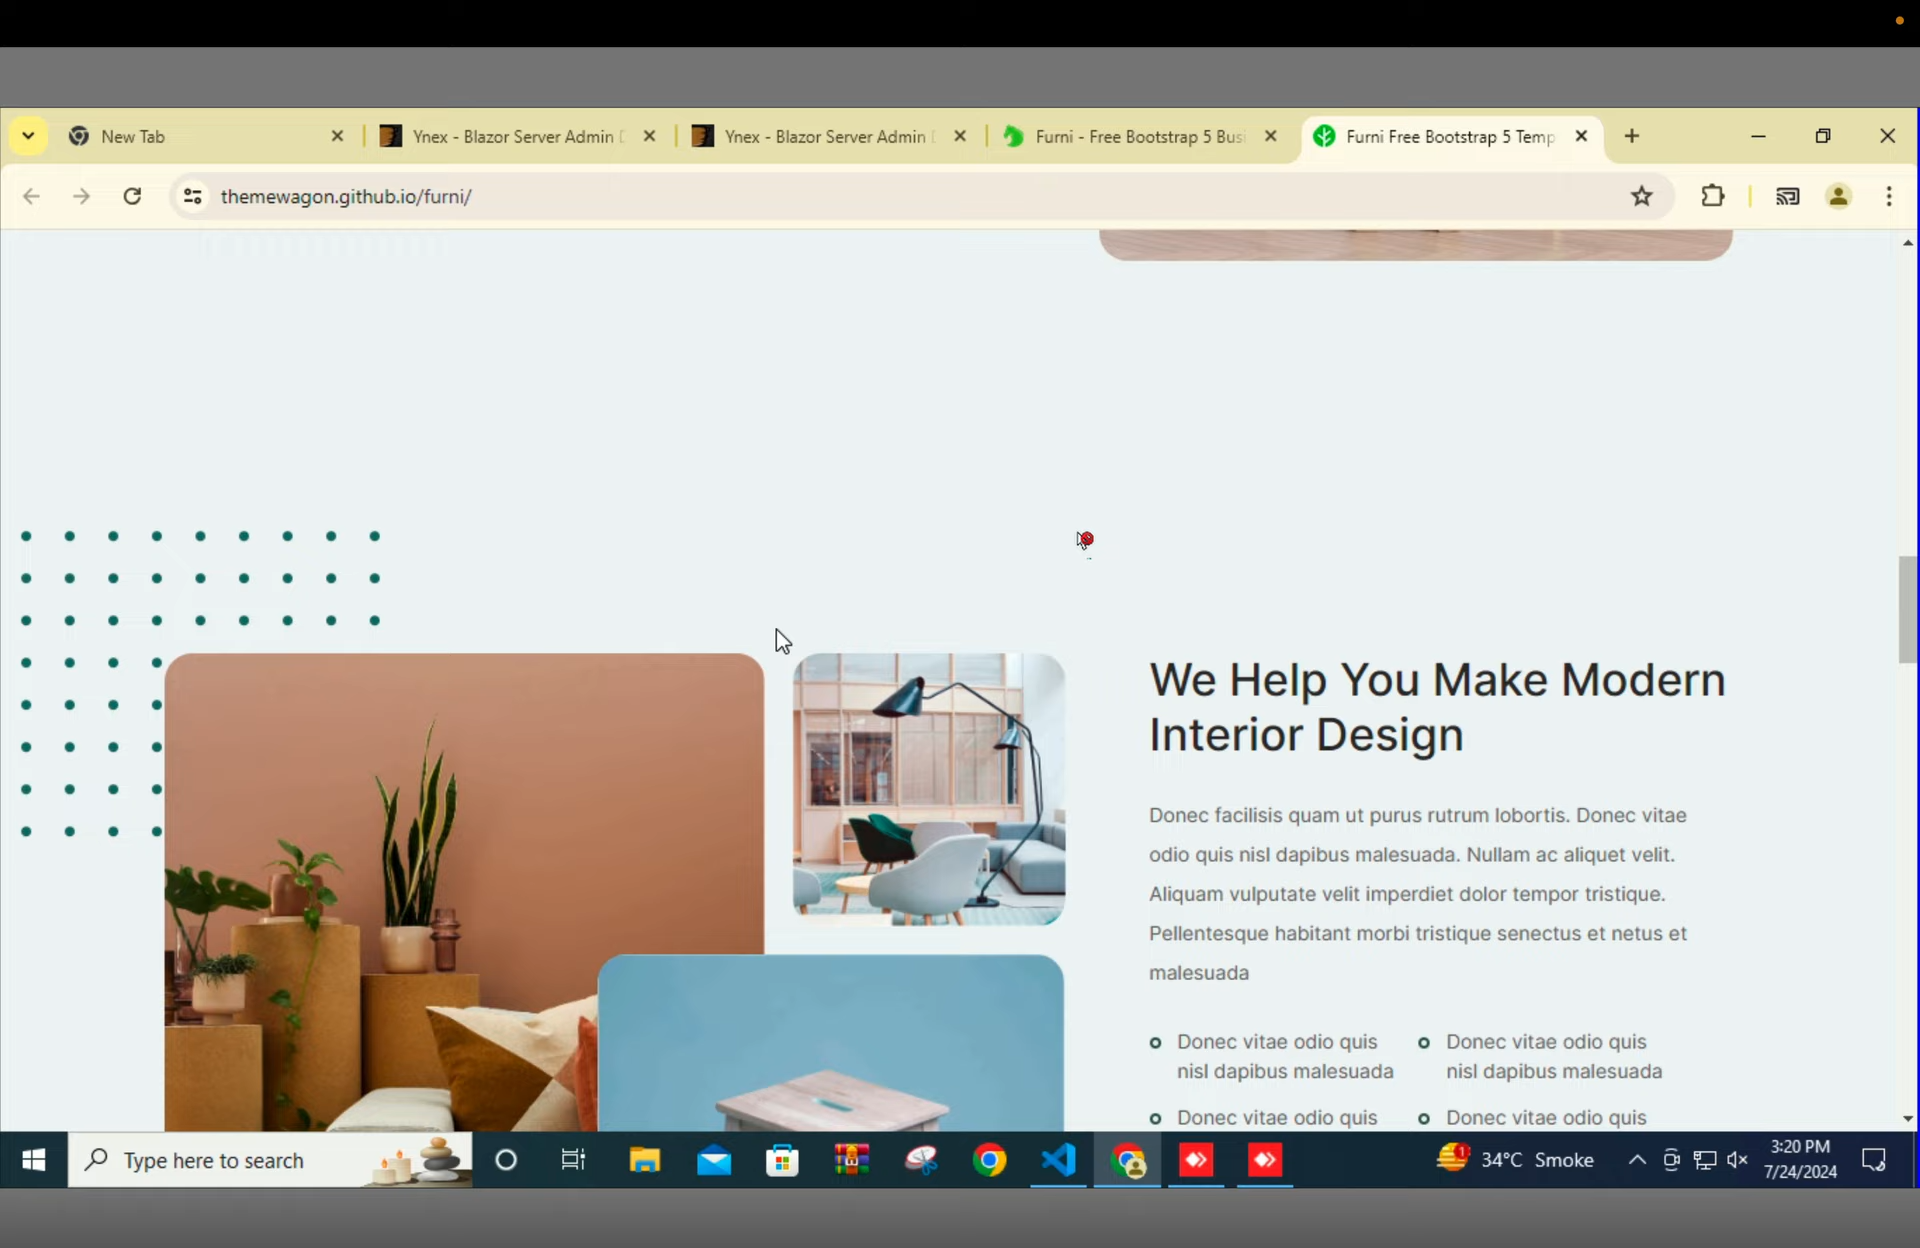 New Tab
Ynex - Blazor Server Admin
Ynex - Blazor Server Admin
Furni - Free Bootstrap 5 Busi
Furni Free Bootstrap 5 Temp
themewagon.github.io/furni/
We Help You Make Modern
Interior Design
Donec facilisis quam ut purus rutrum lobortis. Donec vitae
odio quis nisl dapibus malesuada. Nullam ac aliquet velit.
Aliquam vulputate velit imperdiet dolor tempor tristique.
Pellentesque habitant morbi tristique senectus et netus et
malesuada
Donec vitae odio quis
nisl dapibus malesuada
Donec vitae odio quis
nisl dapibus malesuada
Donec vitae odio quis
Donec vitae odio quis
Type here to search
1
34°C Smoke
3:20 PM
7/24/2024